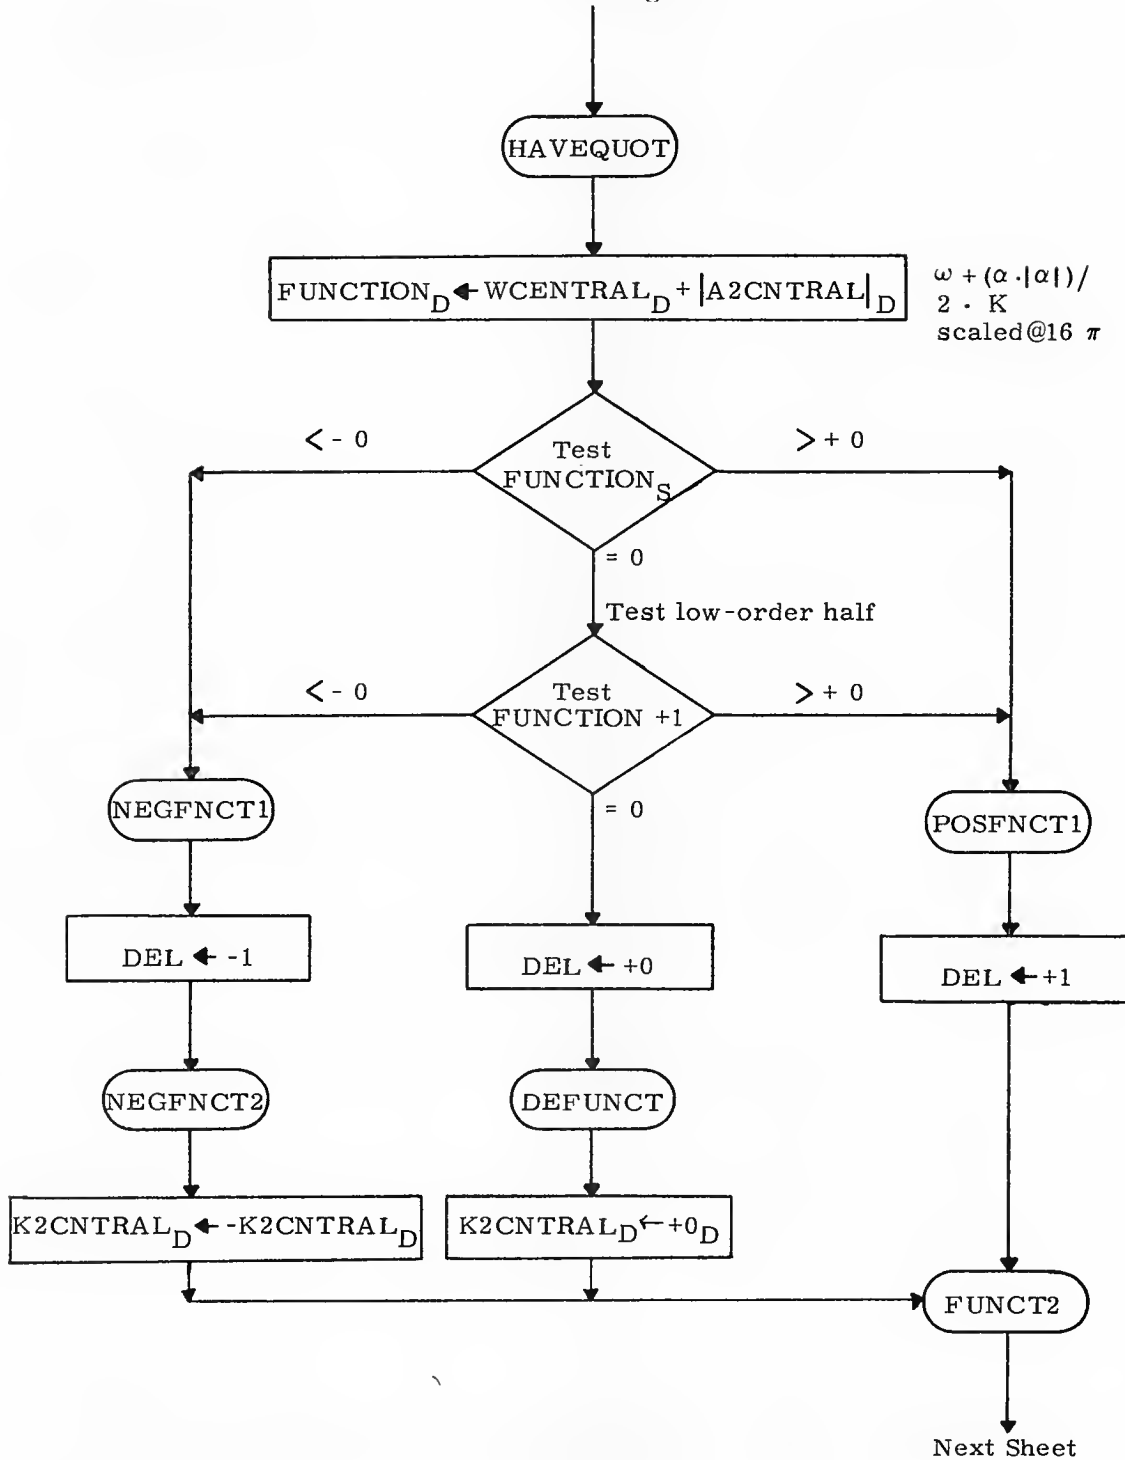 HAVEQUOT
FUNCTION_D ← WCENTRAL_D + |A2CNTRAL|_D
ω + (α · |α|) /
2 · K
scaled@16 π
< - 0
Test
FUNCTION_S
> + 0
= 0
Test low-order half
< - 0
Test
FUNCTION +1
> + 0
= 0
NEGFNCT1
POSFNCT1
DEL ← -1
DEL ← +0
DEL ← +1
NEGFNCT2
DEFUNCT
K2CNTRAL_D ← -K2CNTRAL_D
K2CNTRAL_D ← +0_D
FUNCT2
Next Sheet